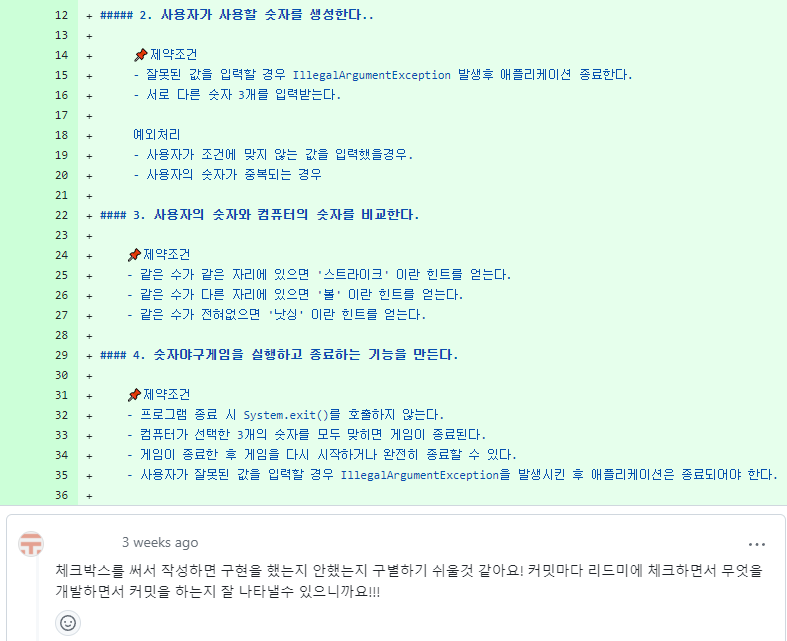 12 + ##### 2. 사용자가 사용할 숫자를 생성한다..
13 +
14 + 📌제약조건
15 + - 잘못된 값을 입력할 경우 IllegalArgumentException 발생후 애플리케이션 종료한다.
16 + - 서로 다른 숫자 3개를 입력받는다.
17 +
18 + 예외처리
19 + - 사용자가 조건에 맞지 않는 값을 입력했을경우.
20 + - 사용자의 숫자가 중복되는 경우
21 +
22 + #### 3. 사용자의 숫자와 컴퓨터의 숫자를 비교한다.
23 +
24 + 📌제약조건
25 + - 같은 수가 같은 자리에 있으면 '스트라이크' 이란 힌트를 얻는다.
26 + - 같은 수가 다른 자리에 있으면 '볼' 이란 힌트를 얻는다.
27 + - 같은 수가 전혀없으면 '낫싱' 이란 힌트를 얻는다.
28 +
29 + #### 4. 숫자야구게임을 실행하고 종료하는 기능을 만든다.
30 +
31 + 📌제약조건
32 + - 프로그램 종료 시 System.exit()를 호출하지 않는다.
33 + - 컴퓨터가 선택한 3개의 숫자를 모두 맞히면 게임이 종료된다.
34 + - 게임이 종료한 후 게임을 다시 시작하거나 완전히 종료할 수 있다.
35 + - 사용자가 잘못된 값을 입력할 경우 IllegalArgumentException을 발생시킨 후 애플리케이션은 종료되어야 한다.
36 +
3 weeks ago
체크박스를 써서 작성하면 구현을 했는지 안했는지 구별하기 쉬울것 같아요! 커밋마다 리드미에 체크하면서 무엇을
개발하면서 커밋을 하는지 잘 나타낼수 있으니까요!!!